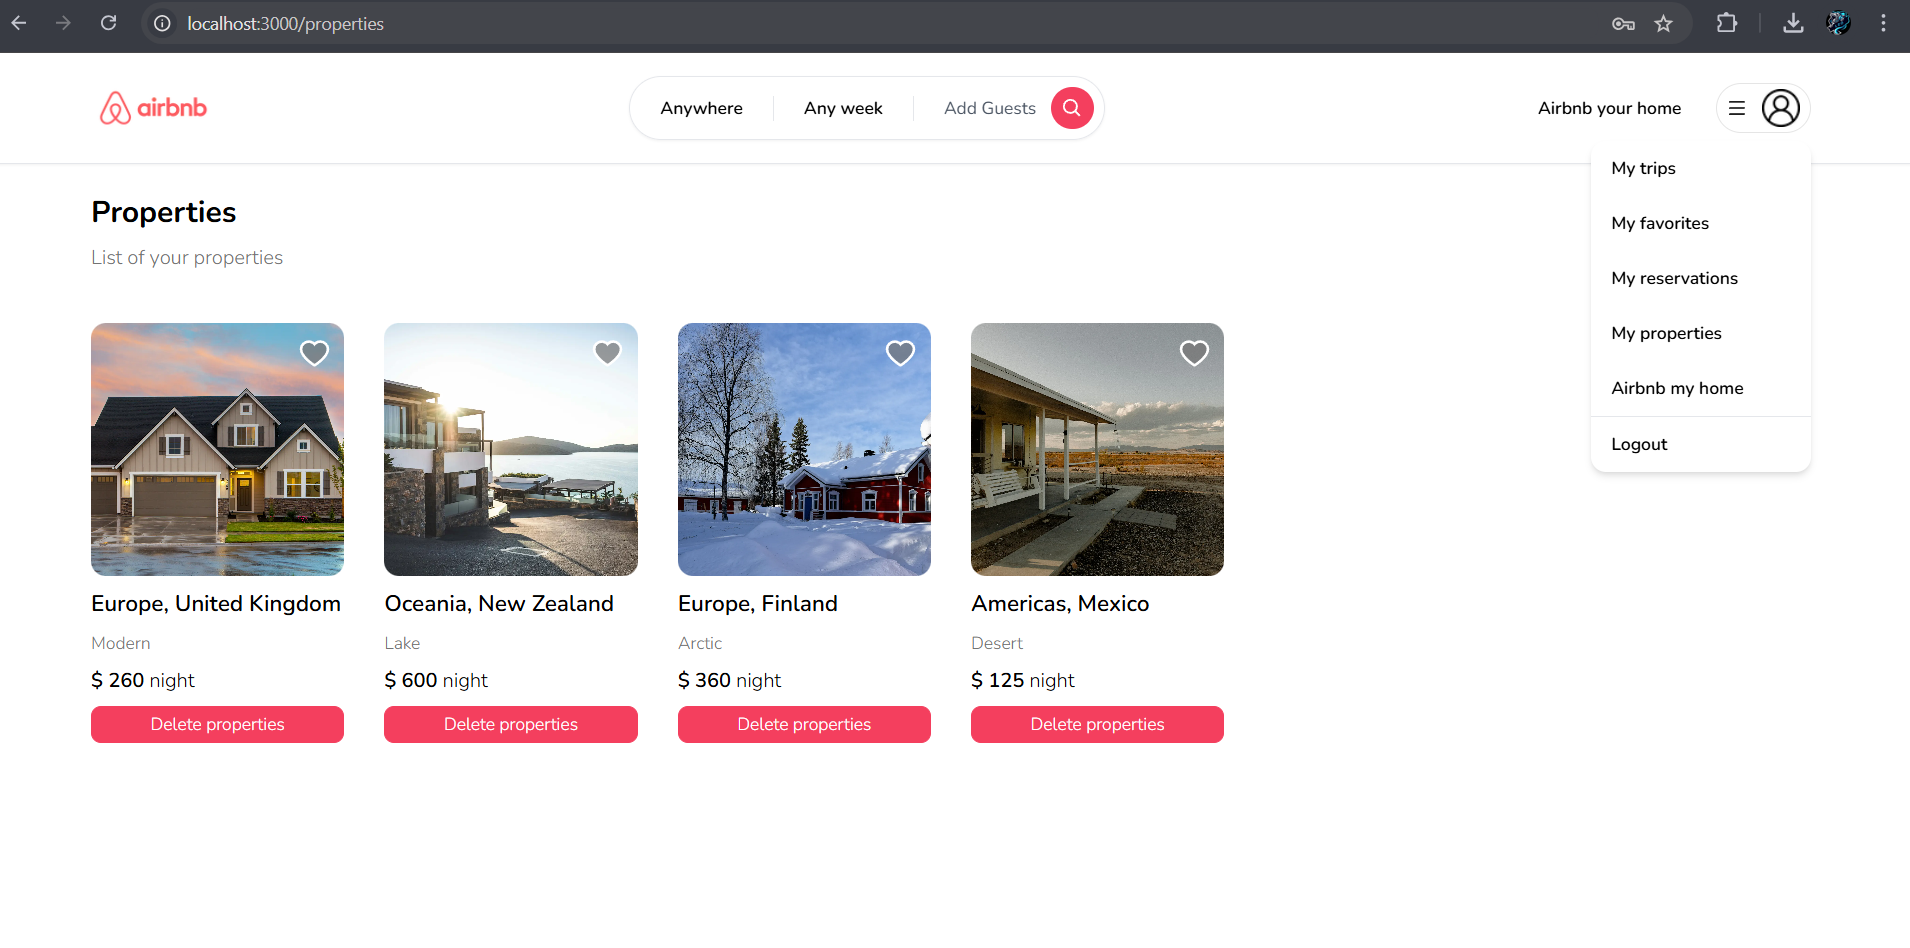 localhost:3000/properties
airbnb
Anywhere
Any week
Add Guests
Airbnb your home
My trips
My favorites
My reservations
My properties
Airbnb my home
Logout
Properties
List of your properties
Europe, United Kingdom
Modern
$ 260 night
Delete properties
Oceania, New Zealand
Lake
$ 600 night
Delete properties
Europe, Finland
Arctic
$ 360 night
Delete properties
Americas, Mexico
Desert
$ 125 night
Delete properties